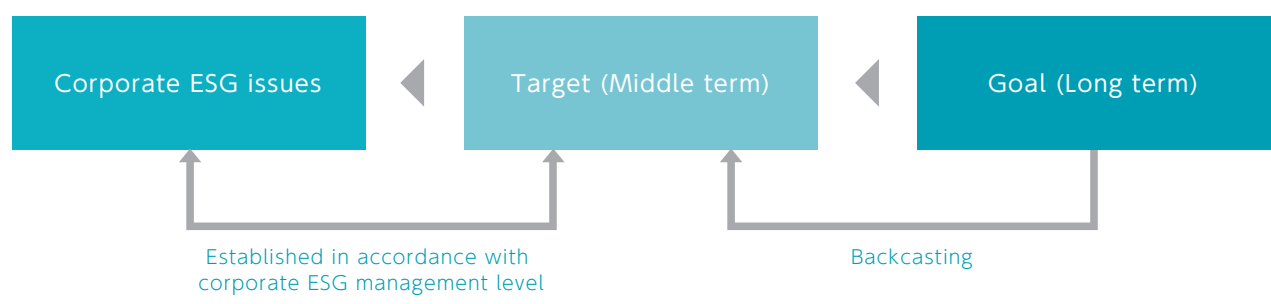 Corporate ESG issues
Target (Middle term)
Goal (Long term)
Established in accordance with
corporate ESG management level
Backcasting